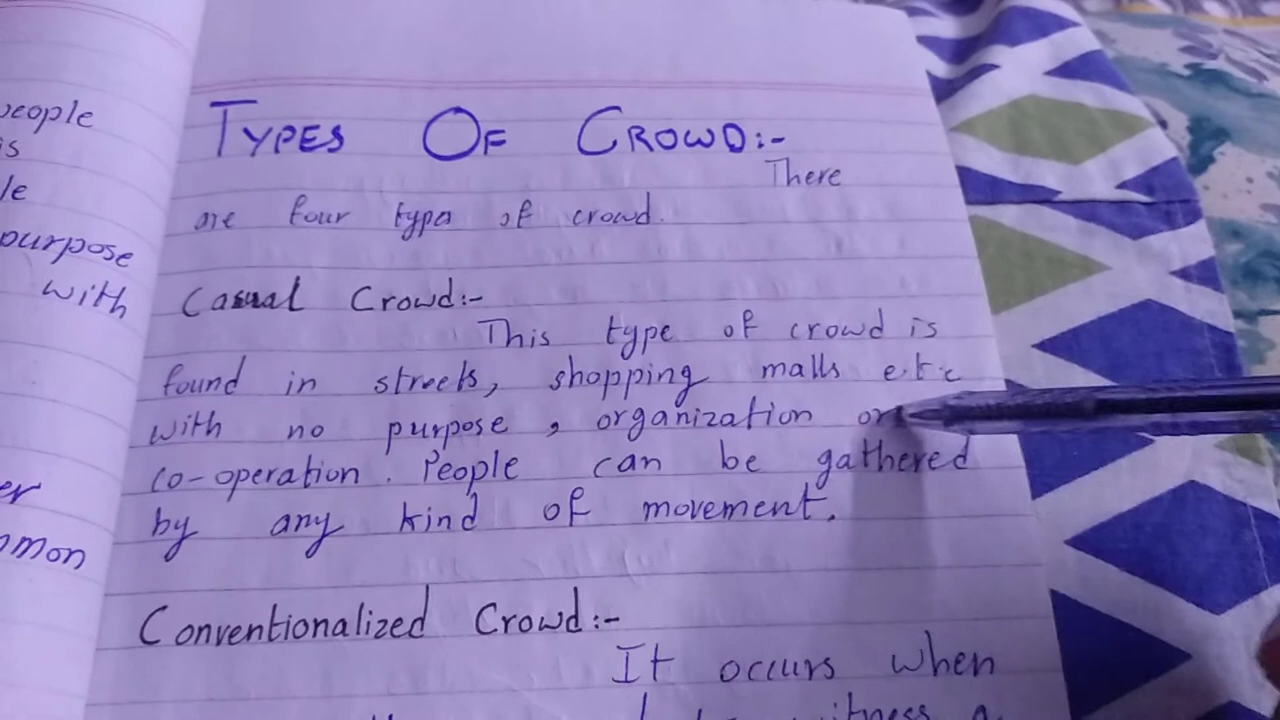 people
is
le
purpose
with
er
mon
TYPES OF CROWD:-
There
are four types of crowd.
Casual Crowd:-
This type of crowd is
found in streets, shopping malls e.t.c
with no purpose, organization or
co-operation. People can be gathered
by any kind of movement.
Conventionalized Crowd:-
It occurs when
witness a